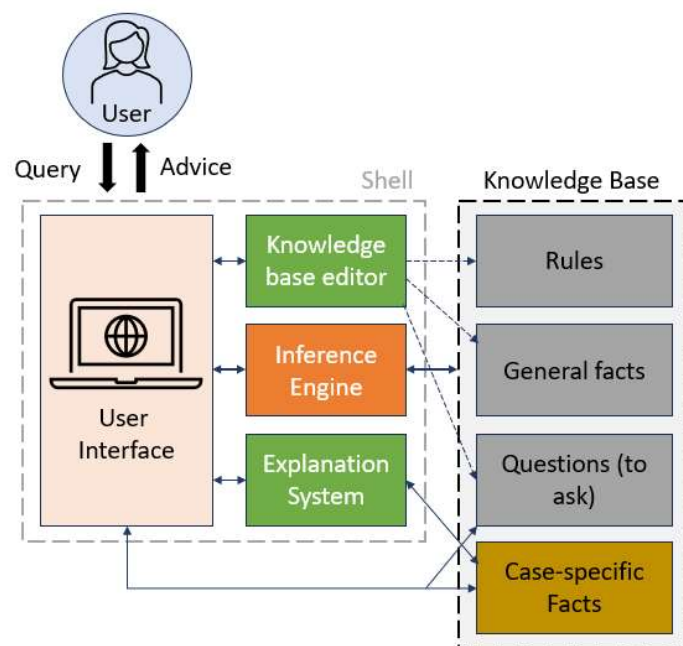 User
Query
Advice
Shell
Knowledge Base
Knowledge
base editor
Rules
Inference
Engine
General facts
User
Interface
Explanation
System
Questions (to
ask)
Case-specific
Facts